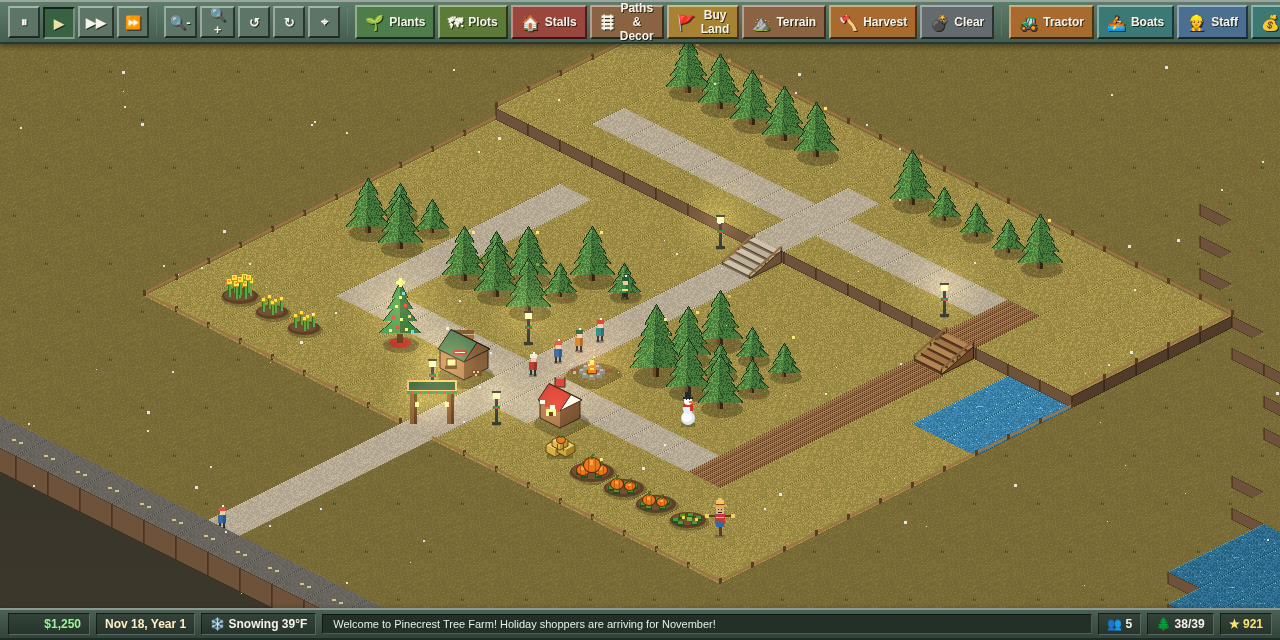 Plants
Plots
Stalls
Paths & Decor
Buy Land
Terrain
Harvest
Clear
Tractor
Boats
Staff
$1,250
Nov 18, Year 1
Snowing 39°F
Welcome to Pinecrest Tree Farm! Holiday shoppers are arriving for November!
5
38/39
921